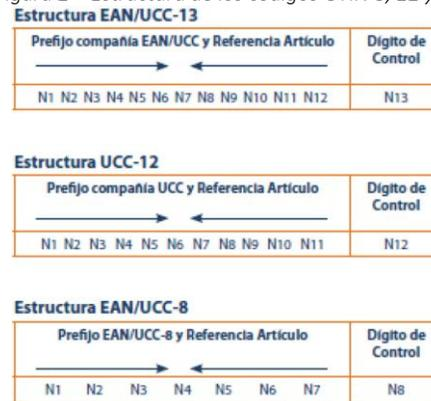 Estructura EAN/UCC-13
Prefijo compañía EAN/UCC y Referencia Artículo
Dígito de
Control
N1 N2 N3 N4 N5 N6 N7 N8 N9 N10 N11 N12
N13
Estructura UCC-12
Prefijo compañía UCC y Referencia Artículo
Dígito de
Control
N1 N2 N3 N4 N5 N6 N7 N8 N9 N10 N11
N12
Estructura EAN/UCC-8
Prefijo EAN/UCC-8 y Referencia Artículo
Dígito de
Control
N1 N2 N3 N4 N5 N6 N7
N8